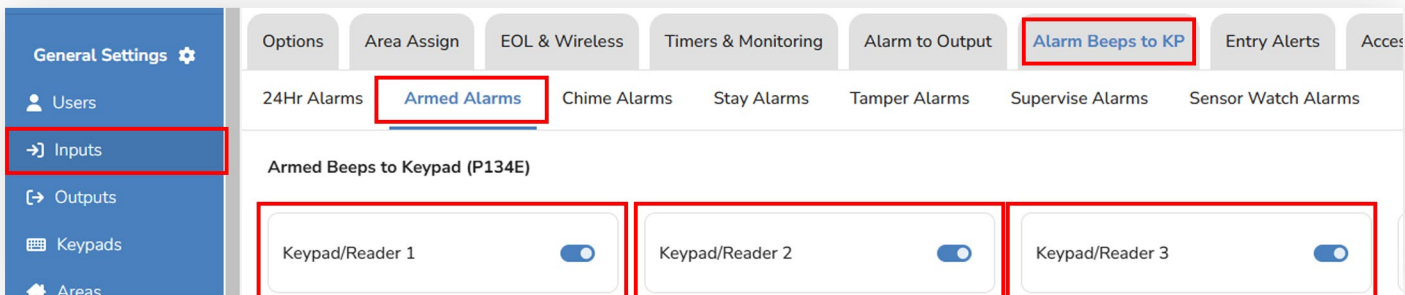 General Settings
Users
Inputs
Outputs
Keypads
Areas
Options Area Assign EOL & Wireless Timers & Monitoring Alarm to Output Alarm Beeps to KP Entry Alerts Acces
24Hr Alarms Armed Alarms Chime Alarms Stay Alarms Tamper Alarms Supervise Alarms Sensor Watch Alarms
Armed Beeps to Keypad (P134E)
Keypad/Reader 1 Keypad/Reader 2 Keypad/Reader 3